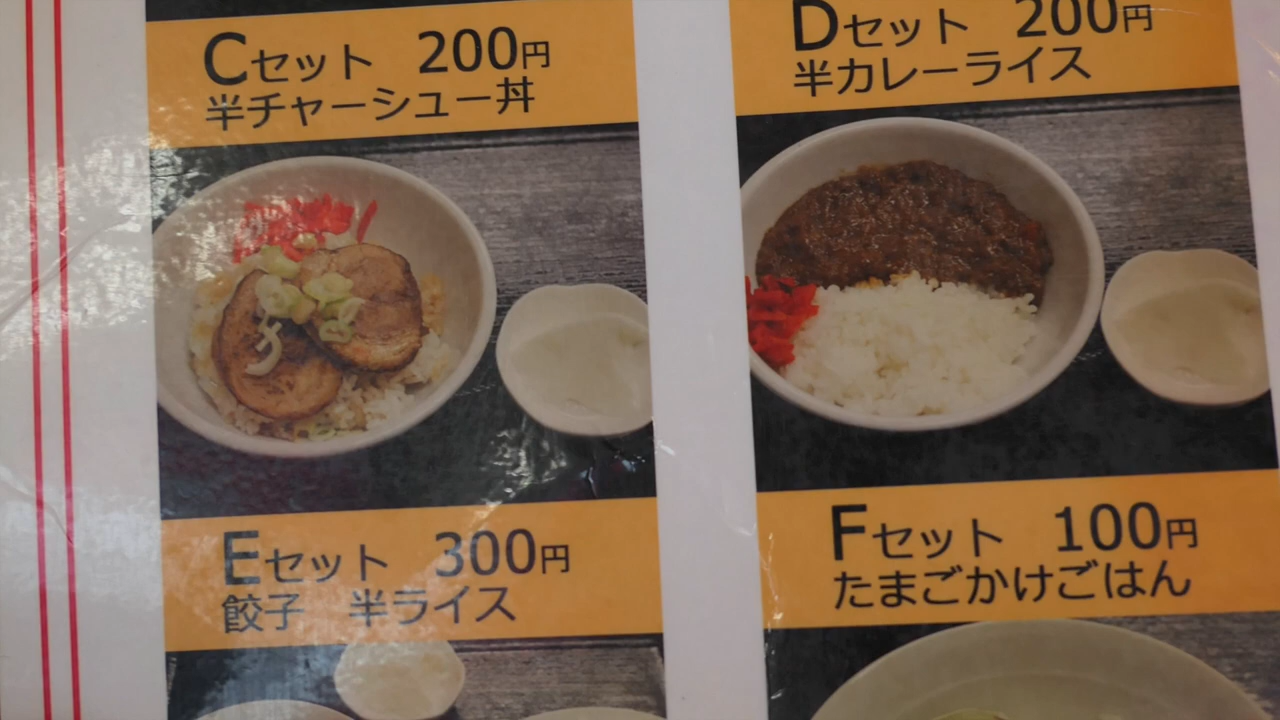 Cセット 200円
半チャーシュー丼
Dセット 200円
半カレーライス
Eセット 300円
餃子 半ライス
Fセット 100円
たまごかけごはん